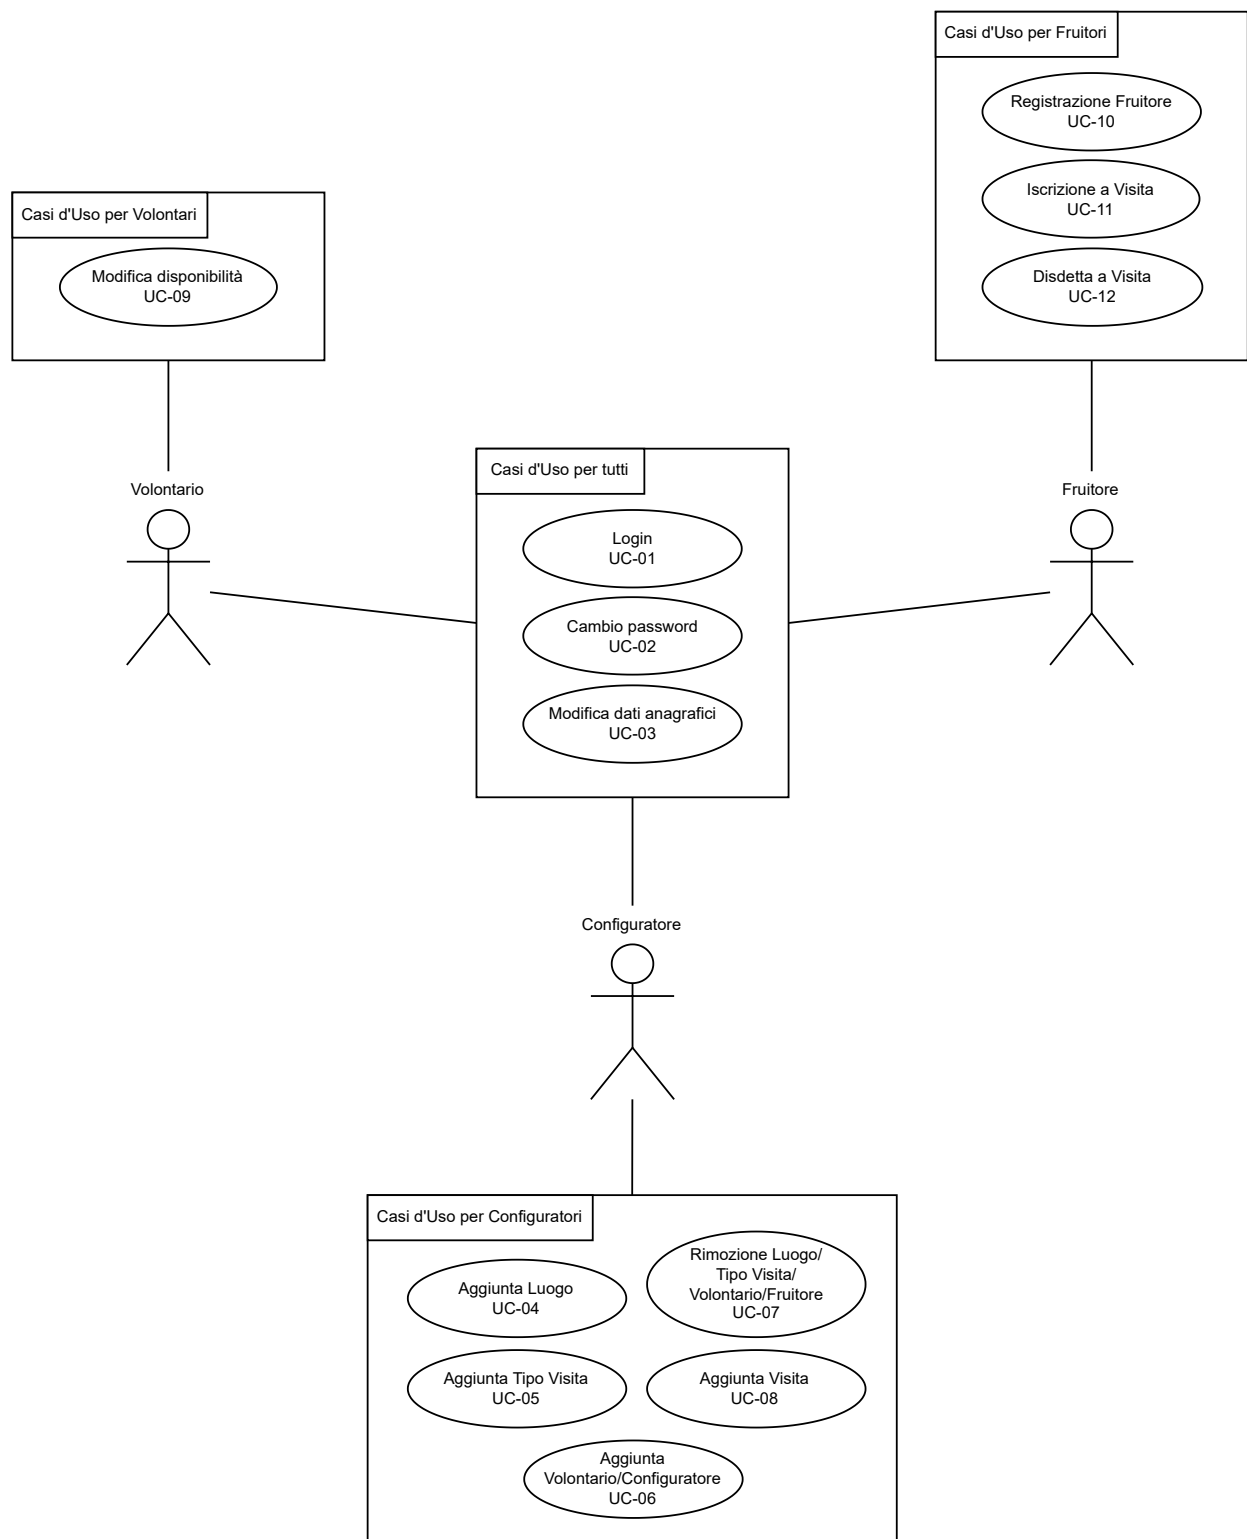 Casi d'Uso per Fruitori
Registrazione Fruitore
UC-10
Iscrizione a Visita
UC-11
Disdetta a Visita
UC-12
Casi d'Uso per Volontari
Modifica disponibilità
UC-09
Volontario
Fruitore
Casi d'Uso per tutti
Login
UC-01
Cambio password
UC-02
Modifica dati anagrafici
UC-03
Configuratore
Casi d'Uso per Configuratori
Aggiunta Luogo
UC-04
Rimozione Luogo/
Tipo Visita/
Volontario/Fruitore
UC-07
Aggiunta Tipo Visita
UC-05
Aggiunta Visita
UC-08
Aggiunta
Volontario/Configuratore
UC-06